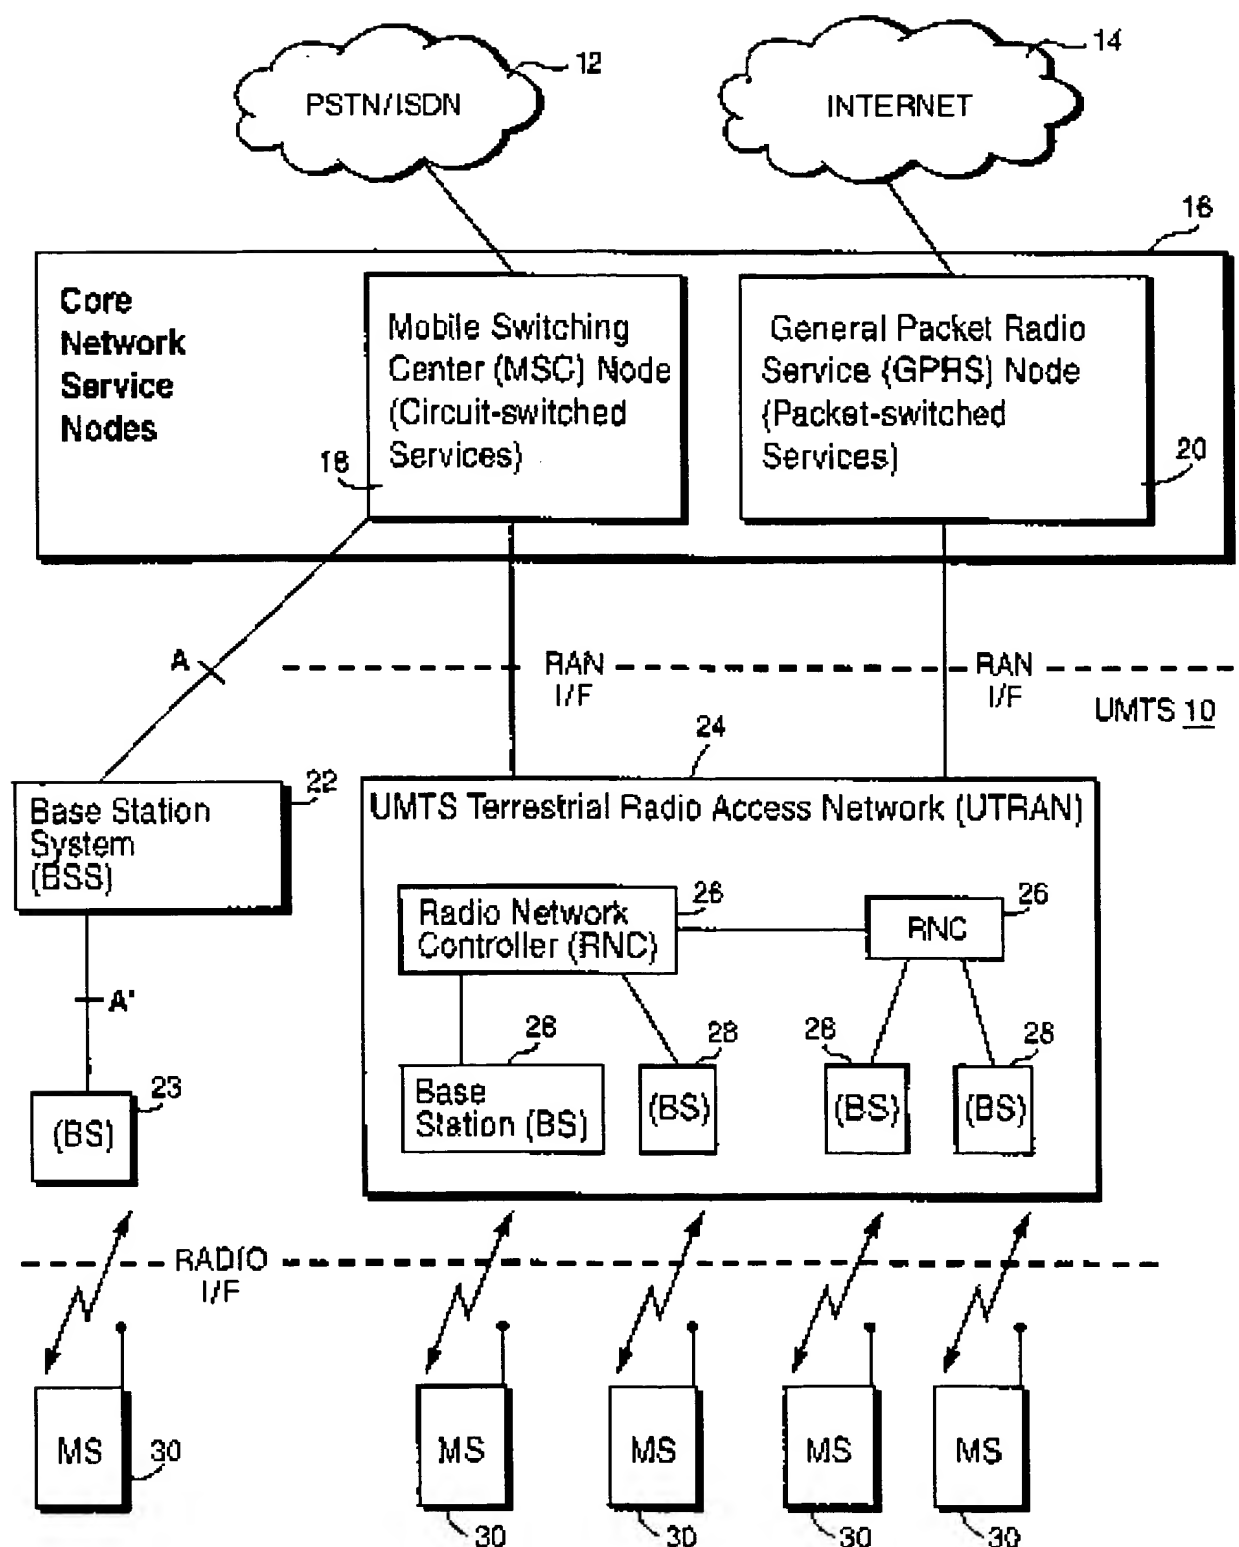 12
14
PSTN/ISDN
INTERNET
16
Core
Network
Service
Nodes
Mobile Switching
Center (MSC) Node
(Circuit-switched
Services)
18
General Packet Radio
Service (GPRS) Node
(Packet-switched
Services)
20
A
RAN
I/F
RAN
I/F
UMTS 10
24
22
Base Station
System
(BSS)
UMTS Terrestrial Radio Access Network (UTRAN)
Radio Network
Controller (RNC)
26
RNC
26
A'
28
28
28
28
23
(BS)
Base
Station (BS)
(BS)
(BS)
(BS)
RADIO
I/F
MS
30
MS
30
MS
30
MS
30
MS
30